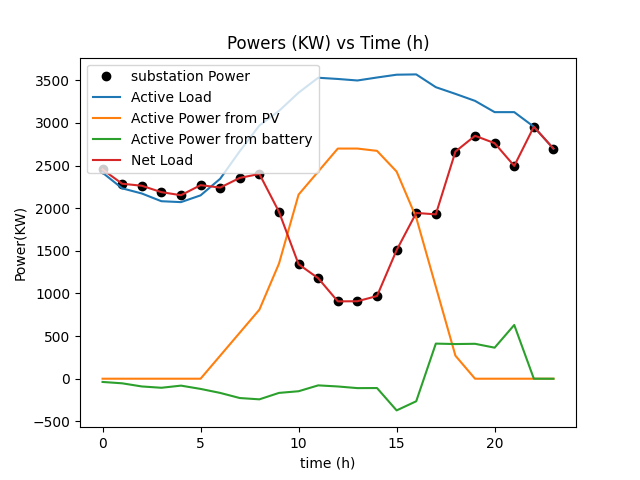 Powers (KW) vs Time (h)
substation Power
Active Load
Active Power from PV
Active Power from battery
Net Load
Power(KW)
3500
3000
2500
2000
1500
1000
500
0
−500
0 5 10 15 20
time (h)